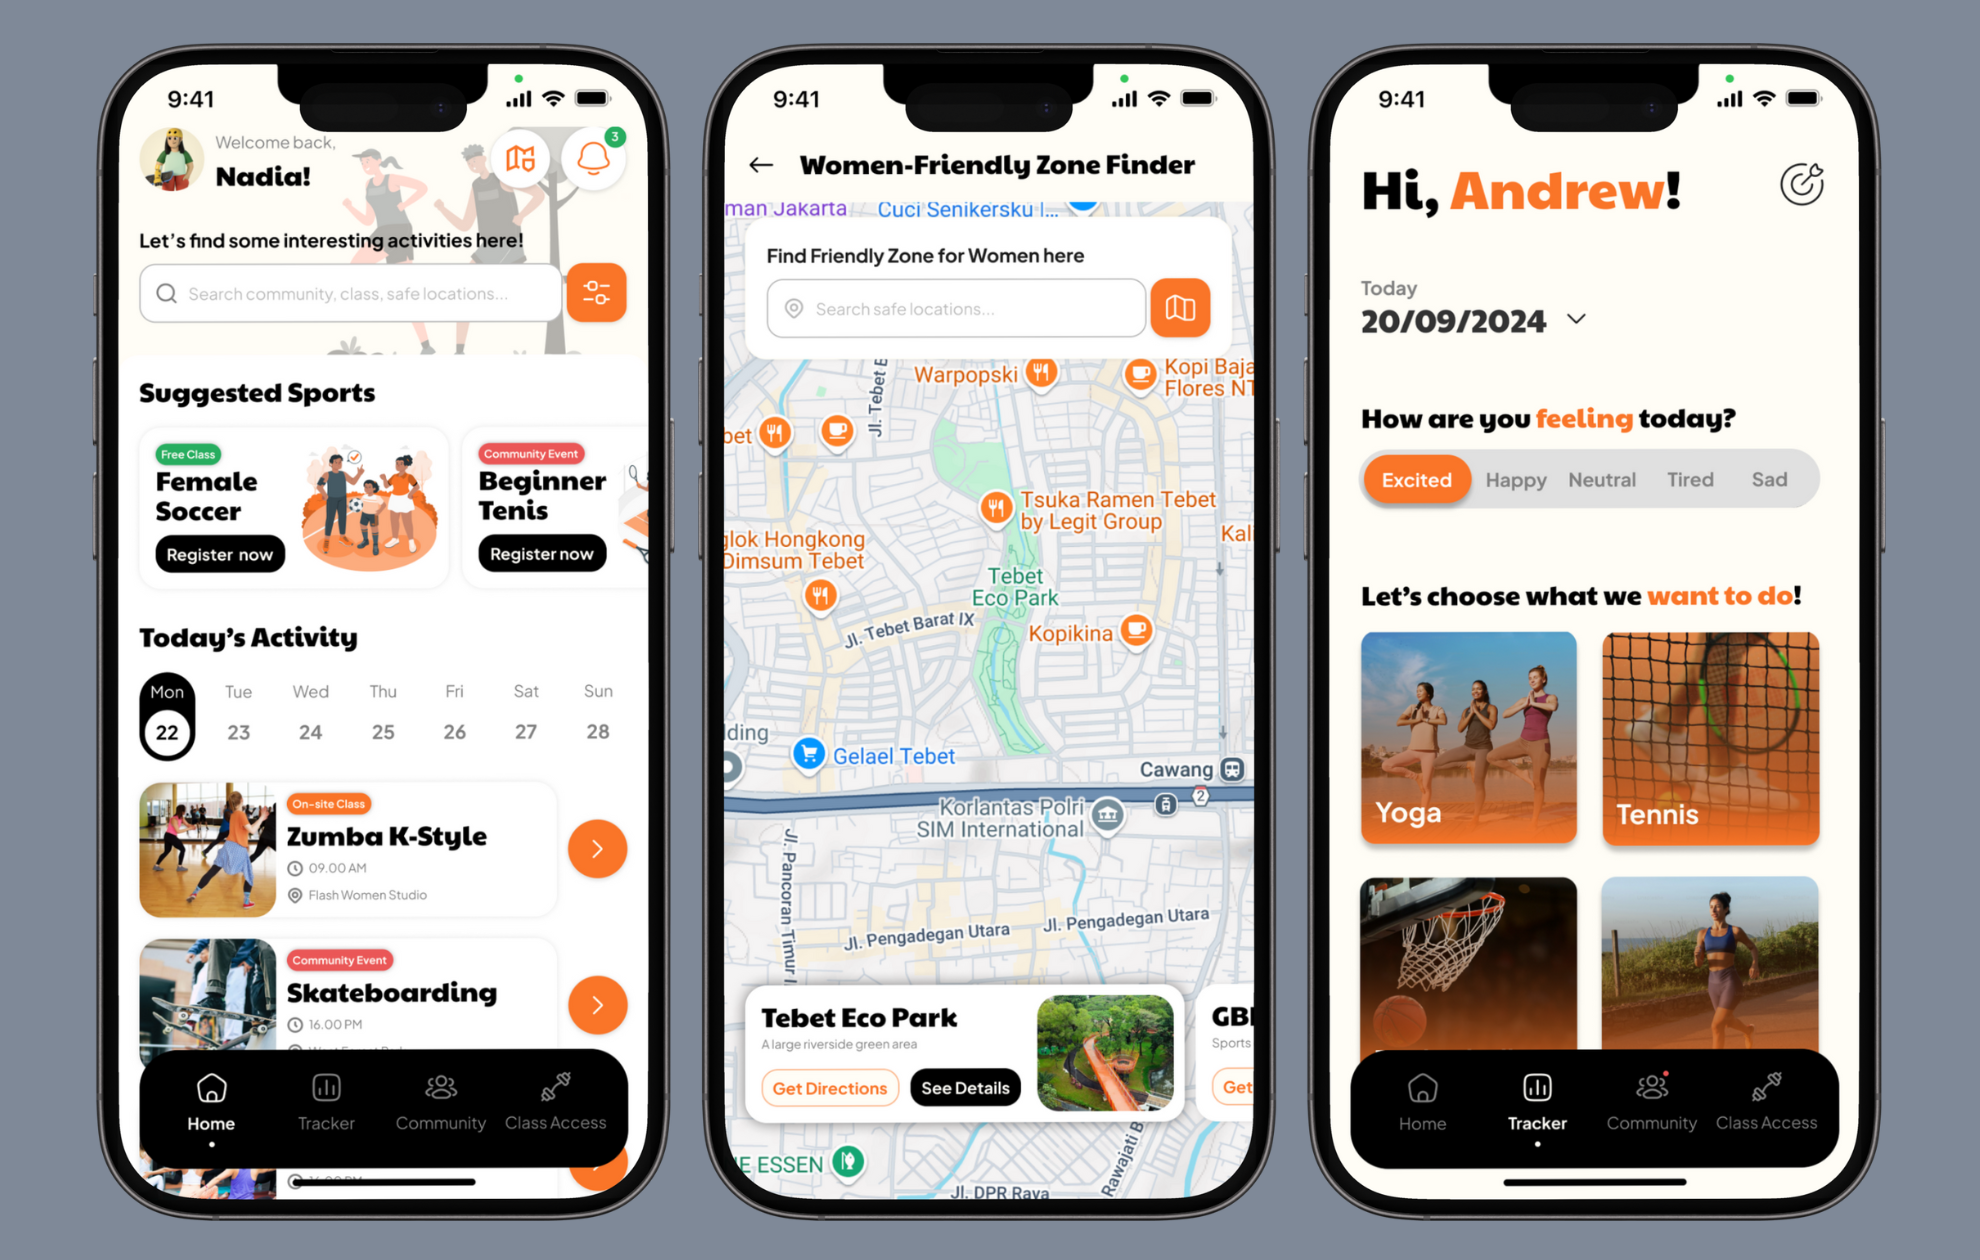 9:41
Welcome back,
Nadia!
3
Let's find some interesting activities here!
Search community, class, safe locations...
Suggested Sports
Free Class
Female
Soccer
Register now
Community Event
Beginner
Tenis
Register now
Today's Activity
Mon Tue Wed Thu Fri Sat Sun
22 23 24 25 26 27 28
On-site Class
Zumba K-Style
09.00 AM
Flash Women Studio
Community Event
Skateboarding
16.00 PM
Home Tracker Community Class Access
9:41
Women-Friendly Zone Finder
man Jakarta
Cuci Senikersku |...
Find Friendly Zone for Women here
Search safe locations...
Jl. Tebet B
Warpopski
Kopi Baja
Flores NT
bet
Tsuka Ramen Tebet
by Legit Group
glok Hongkong
Dimsum Tebet
Kali
Tebet
Eco Park
Jl. Tebet Barat IX
Kopikina
lding
Gelael Tebet
Cawang
2
Korlantas Polri
SIM International
Jl. Pancoran Timur I
Jl. Pengadegan Utara
Jl. Pengadegan Utara
Tebet Eco Park
A large riverside green area
Get Directions
See Details
GBI
Sports
Get
E ESSEN
Jl. DPR Raya
Rawajati B
9:41
Hi, Andrew!
Today
20/09/2024
How are you feeling today?
Excited Happy Neutral Tired Sad
Let's choose what we want to do!
Yoga
Tennis
Home Tracker Community Class Access